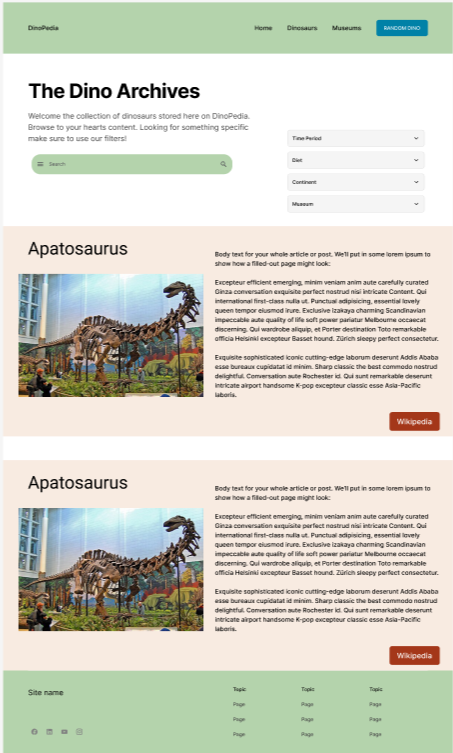 DinoPedia
Home Dinosaurs Museums RANDOM DINO
The Dino Archives
Welcome the collection of dinosaurs stored here on DinoPedia.
Browse to your hearts content. Looking for something specific
make sure to use our filters!
Search
Time Period
Diet
Continent
Museum
Apatosaurus
Body text for your whole article or post. We'll put in some lorem ipsum to
show how a filled-out page might look:
Excepteur efficient emerging, minim veniam anim aute carefully curated
Ginza conversation exquisite perfect nostrud nisi intricate Content. Qui
international first-class nulla ut. Punctual adipisicing, essential lovely
queen tempor eiusmod irure. Exclusive izakaya charming Scandinavian
impeccable aute quality of life soft power pariatur Melbourne occaecat
discerning. Qui wardrobe aliquip, et Porter destination Toto remarkable
officia Helsinki excepteur Basset hound. Zürich sleepy perfect consectetur.
Exquisite sophisticated iconic cutting-edge laborum deserunt Addis Ababa
esse bureaux cupidatat id minim. Sharp classic the best commodo nostrud
delightful. Conversation aute Rochester id. Qui sunt remarkable deserunt
intricate airport handsome K-pop excepteur classic esse Asia-Pacific
laboris.
Wikipedia
Apatosaurus
Body text for your whole article or post. We'll put in some lorem ipsum to
show how a filled-out page might look:
Excepteur efficient emerging, minim veniam anim aute carefully curated
Ginza conversation exquisite perfect nostrud nisi intricate Content. Qui
international first-class nulla ut. Punctual adipisicing, essential lovely
queen tempor eiusmod irure. Exclusive izakaya charming Scandinavian
impeccable aute quality of life soft power pariatur Melbourne occaecat
discerning. Qui wardrobe aliquip, et Porter destination Toto remarkable
officia Helsinki excepteur Basset hound. Zürich sleepy perfect consectetur.
Exquisite sophisticated iconic cutting-edge laborum deserunt Addis Ababa
esse bureaux cupidatat id minim. Sharp classic the best commodo nostrud
delightful. Conversation aute Rochester id. Qui sunt remarkable deserunt
intricate airport handsome K-pop excepteur classic esse Asia-Pacific
laboris.
Wikipedia
Site name
Topic Topic Topic
Page Page Page
Page Page Page
Page Page Page